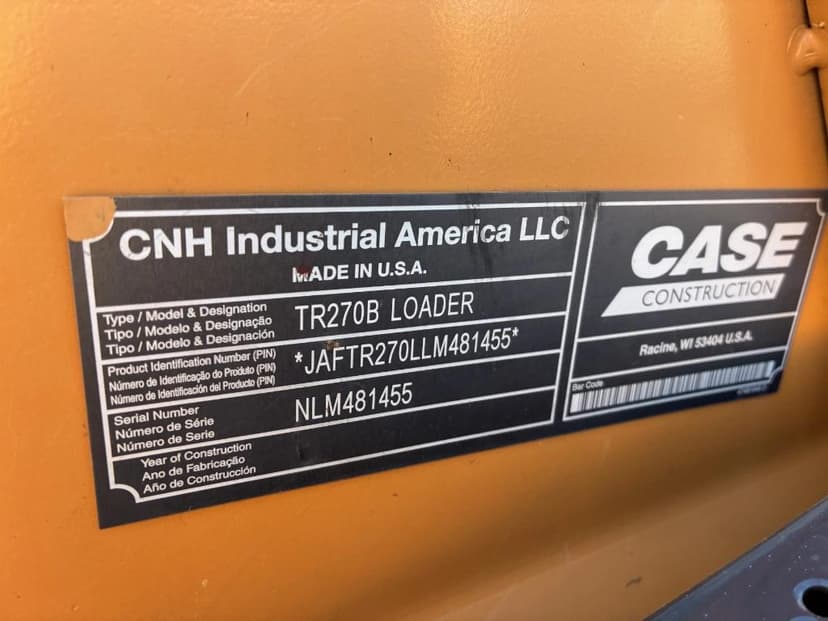 CNH Industrial America LLC
MADE IN U.S.A.
Type / Model & Designation
Tipo / Modelo & Designação
Tipo / Modelo & Designación
TR270B LOADER
Product Identification Number (PIN)
Número de Identificação do Produto (PIN)
Número de Identificación del Producto (PIN)
*JAFTR270LLM481455*
Serial Number
Número de Série
Número de Serie
NLM481455
Year of Construction
Ano de Fabricação
Año de Construcción
CASE
CONSTRUCTION
Racine, WI 53404 U.S.A.
Bar Code